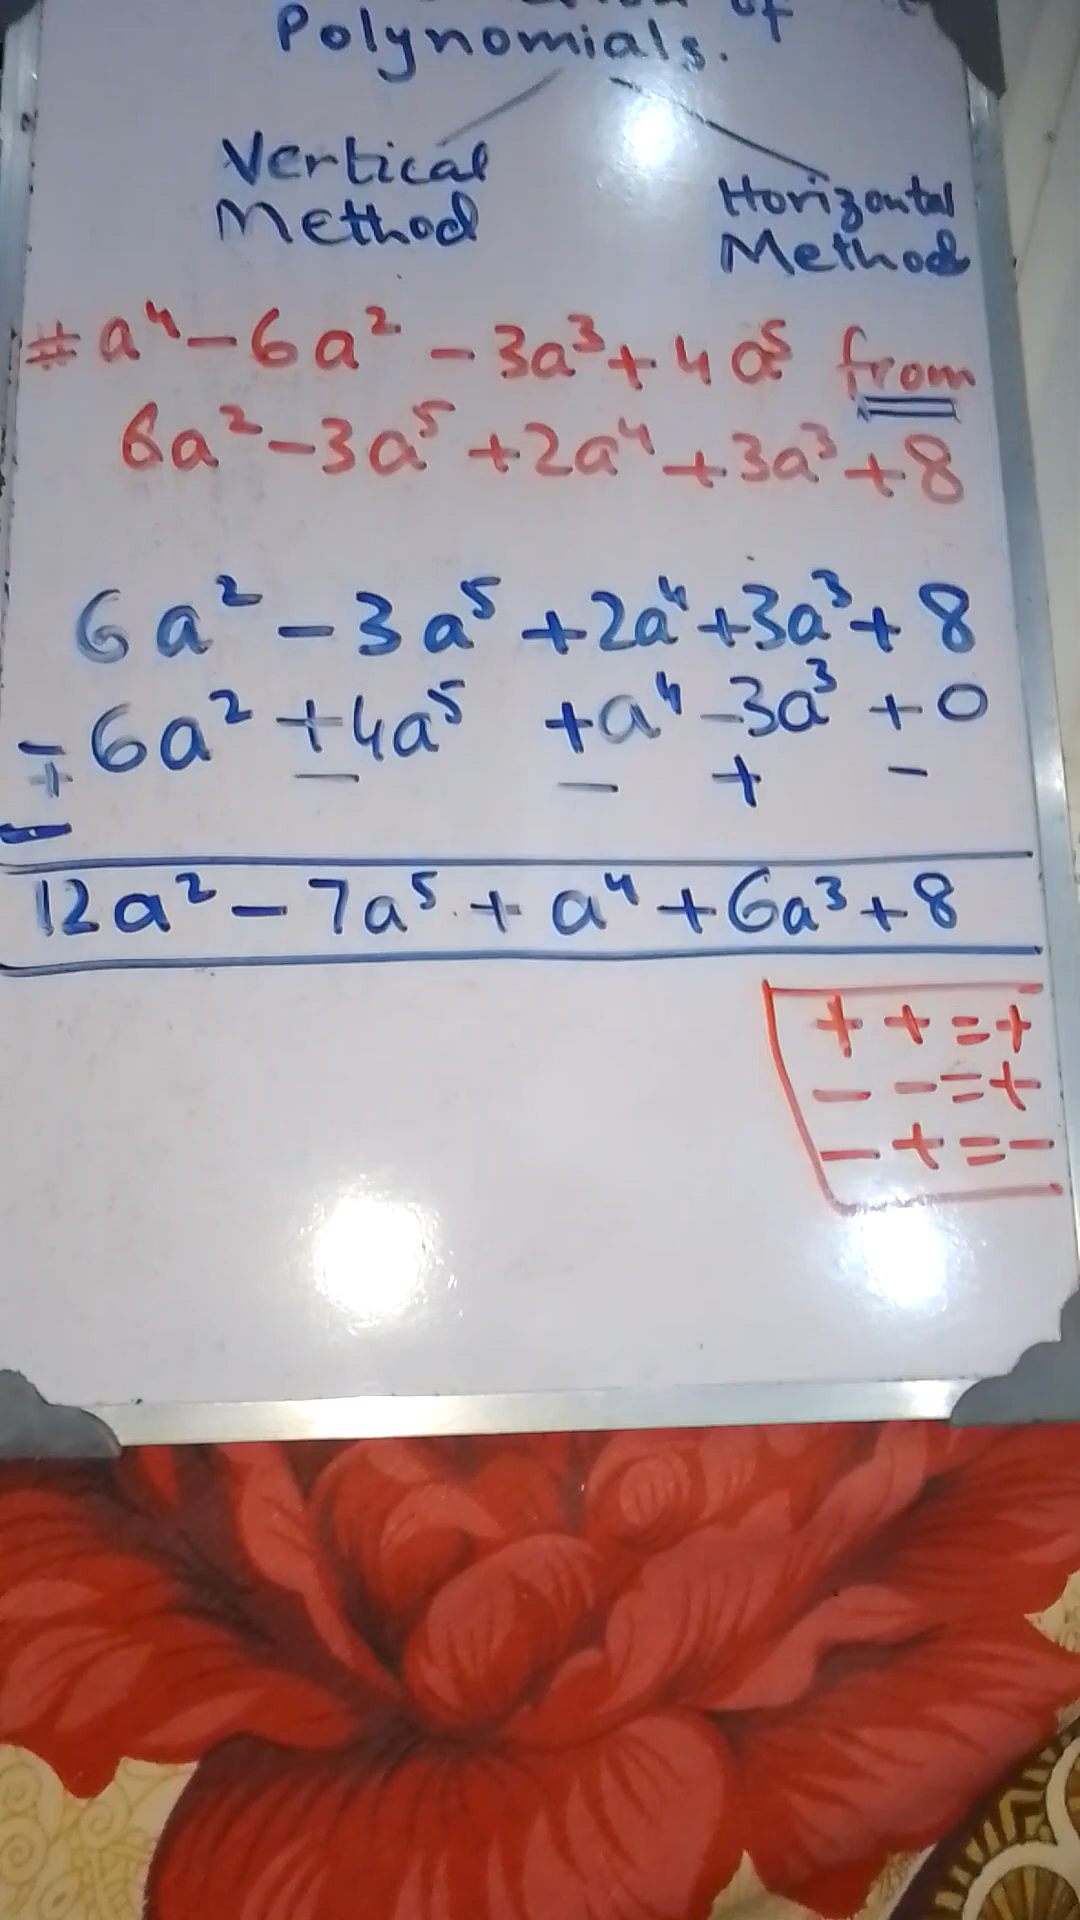 of
Polynomials.
Vertical Method
Horizontal Method
# a⁴ - 6a² - 3a³ + 4a⁵ from
6a² - 3a⁵ + 2a⁴ + 3a³ + 8
6a² - 3a⁵ + 2a⁴ + 3a³ + 8
- 6a² + 4a⁵ + a⁴ - 3a³ + 0
+ - - + -
-
12a² - 7a⁵ + a⁴ + 6a³ + 8
+ + = +
- - = +
- + = -